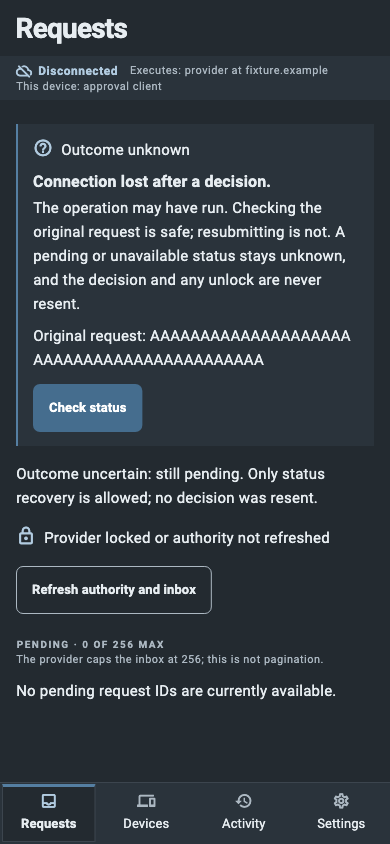 Requests
Disconnected Executes: provider at fixture.example
This device: approval client
Outcome unknown
Connection lost after a decision.
The operation may have run. Checking the
original request is safe; resubmitting is not. A
pending or unavailable status stays unknown,
and the decision and any unlock are never
resent.
Original request: AAAAAAAAAAAAAAAAAAAA
AAAAAAAAAAAAAAAAAAAAAAA
Check status
Outcome uncertain: still pending. Only status
recovery is allowed; no decision was resent.
Provider locked or authority not refreshed
Refresh authority and inbox
PENDING · 0 OF 256 MAX
The provider caps the inbox at 256; this is not pagination.
No pending request IDs are currently available.
Requests Devices Activity Settings